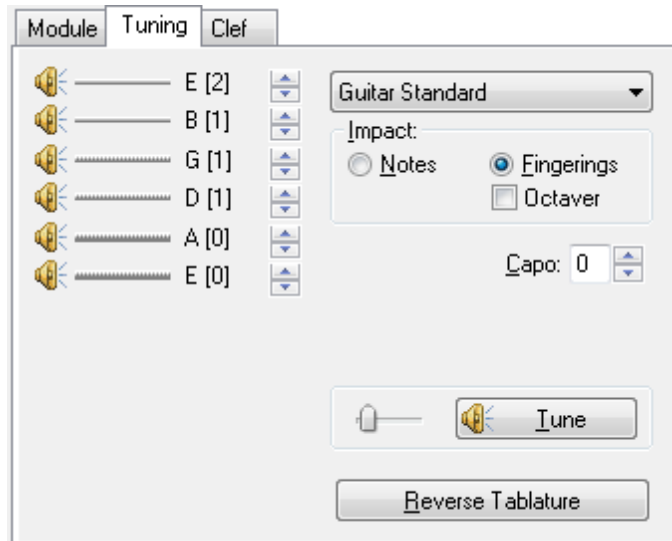 Module Tuning Clef
E [2]
B [1]
G [1]
D [1]
A [0]
E [0]
Guitar Standard
Impact:
Notes Fingerings
Octaver
Capo: 0
Tune
Reverse Tablature